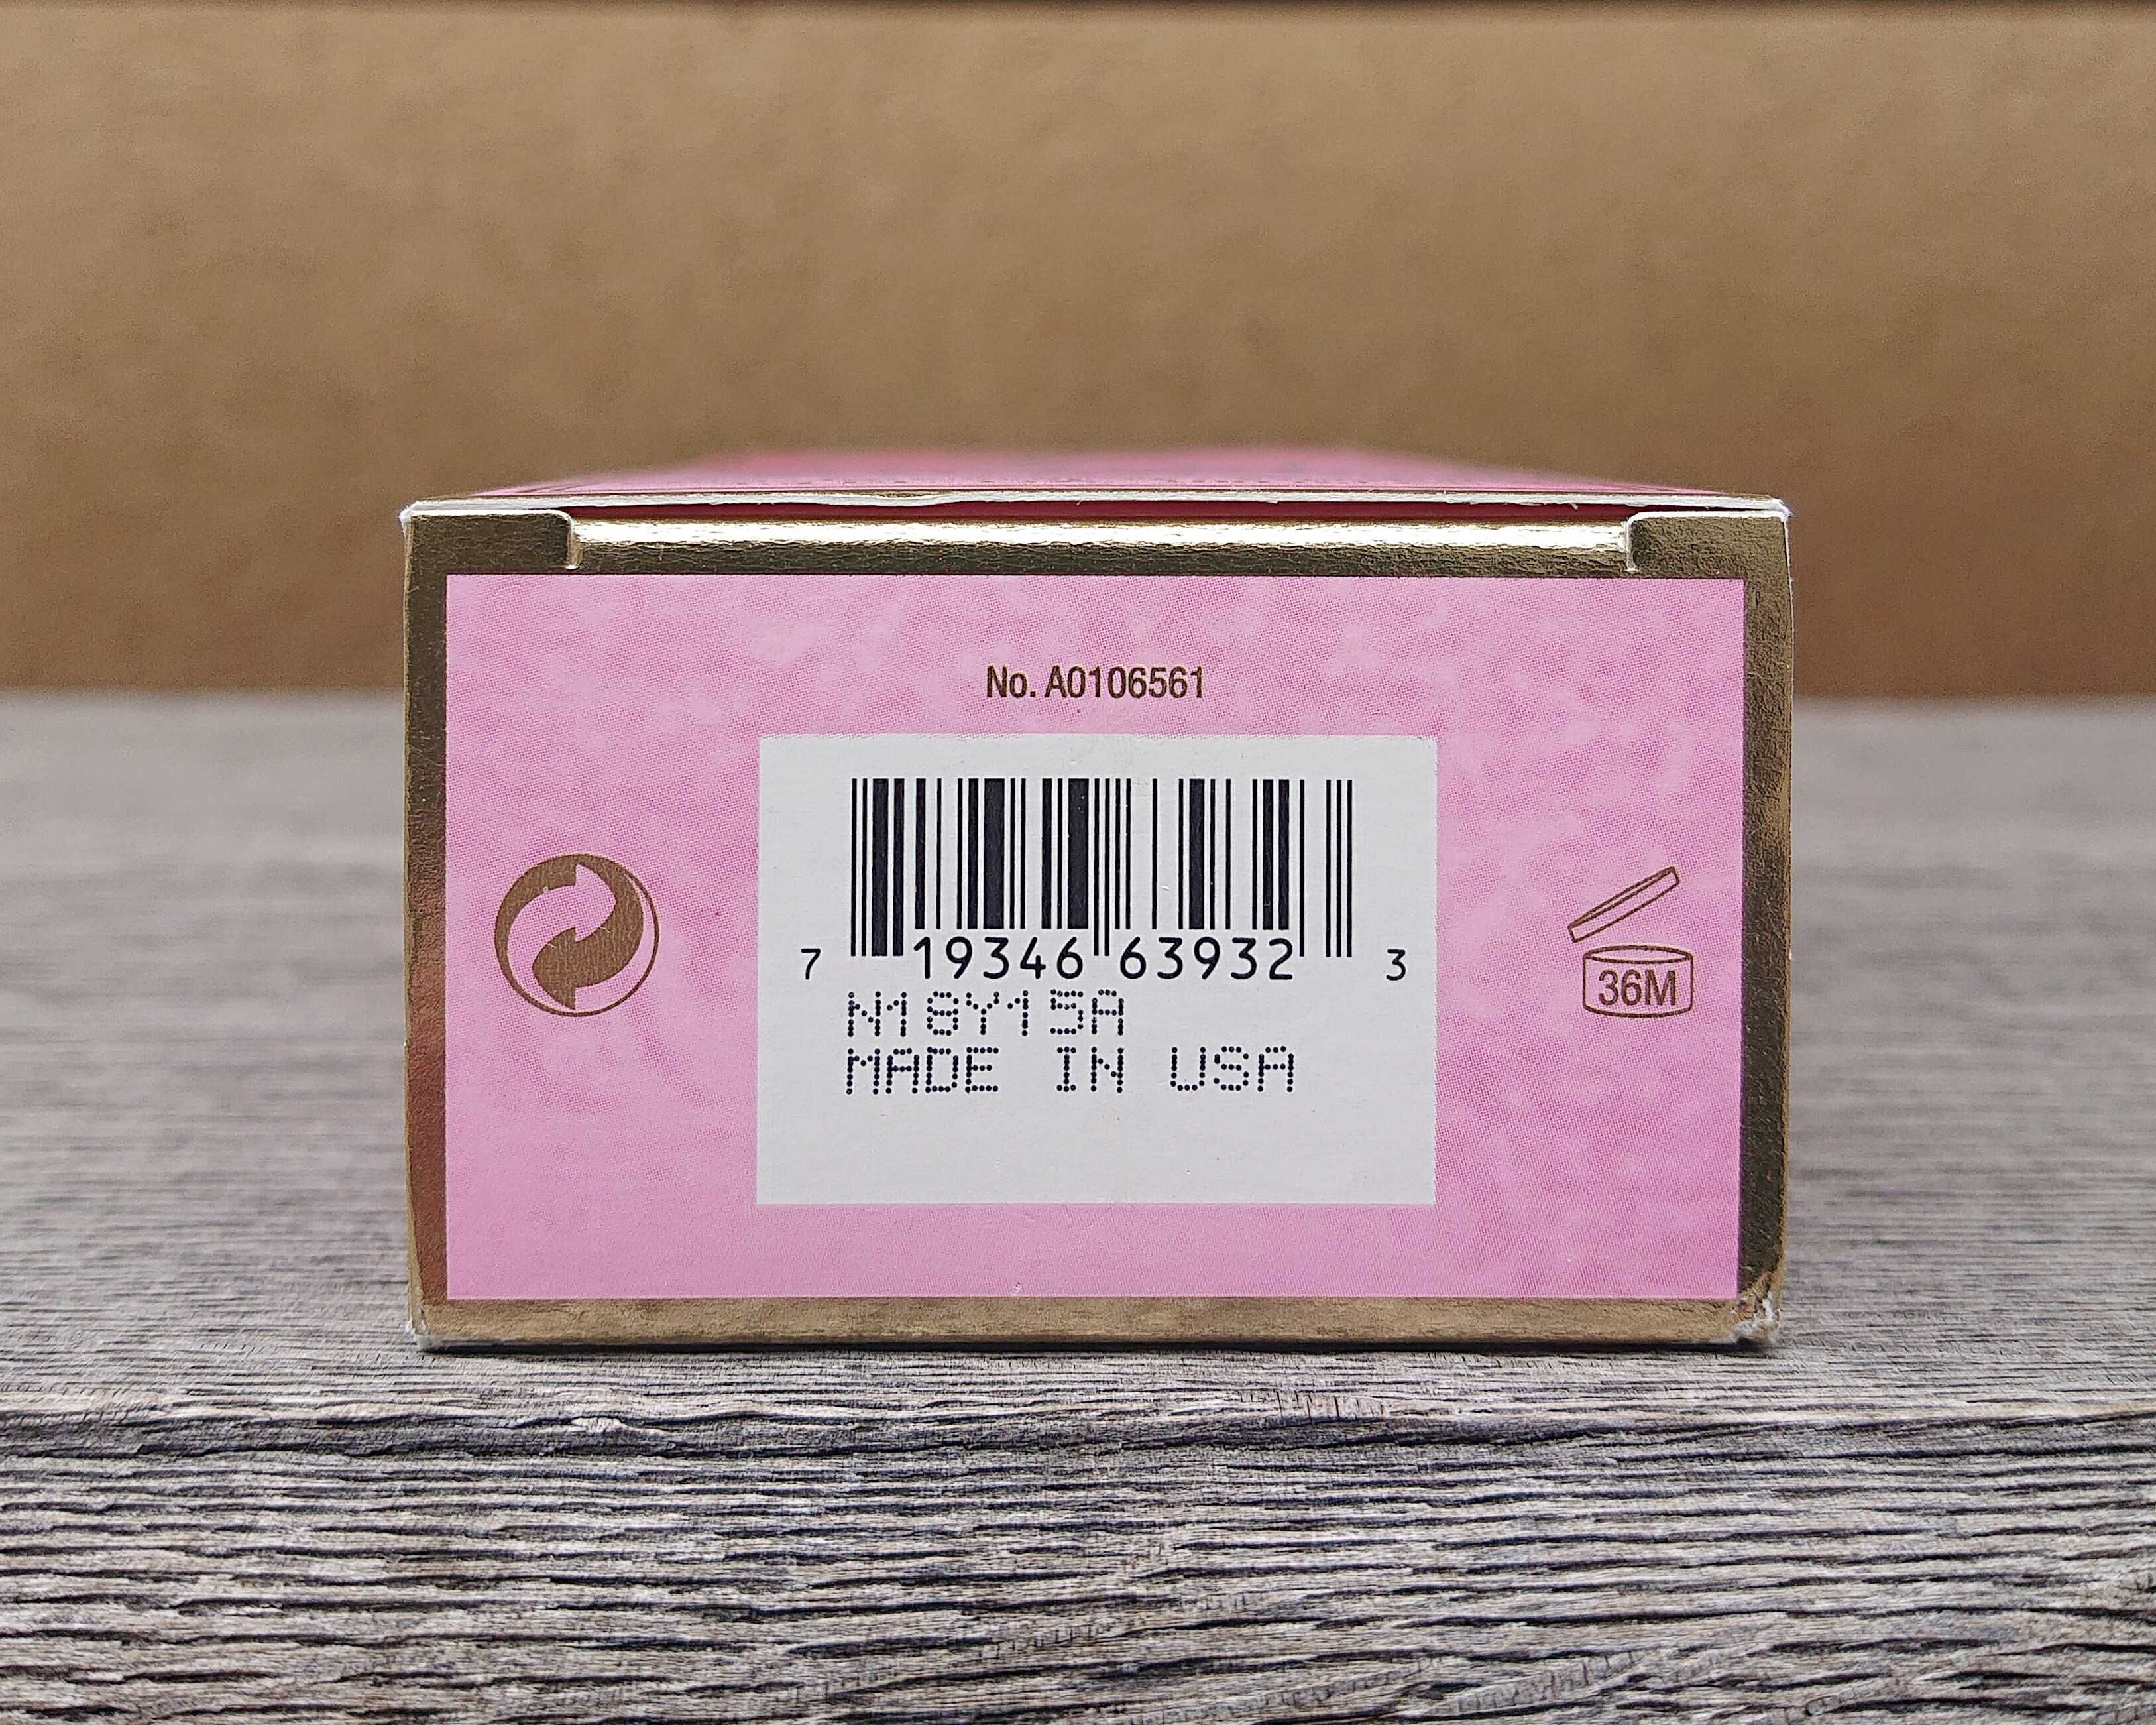 No. A0106561
7 19346 63932 3
N18Y15A
MADE IN USA
36M